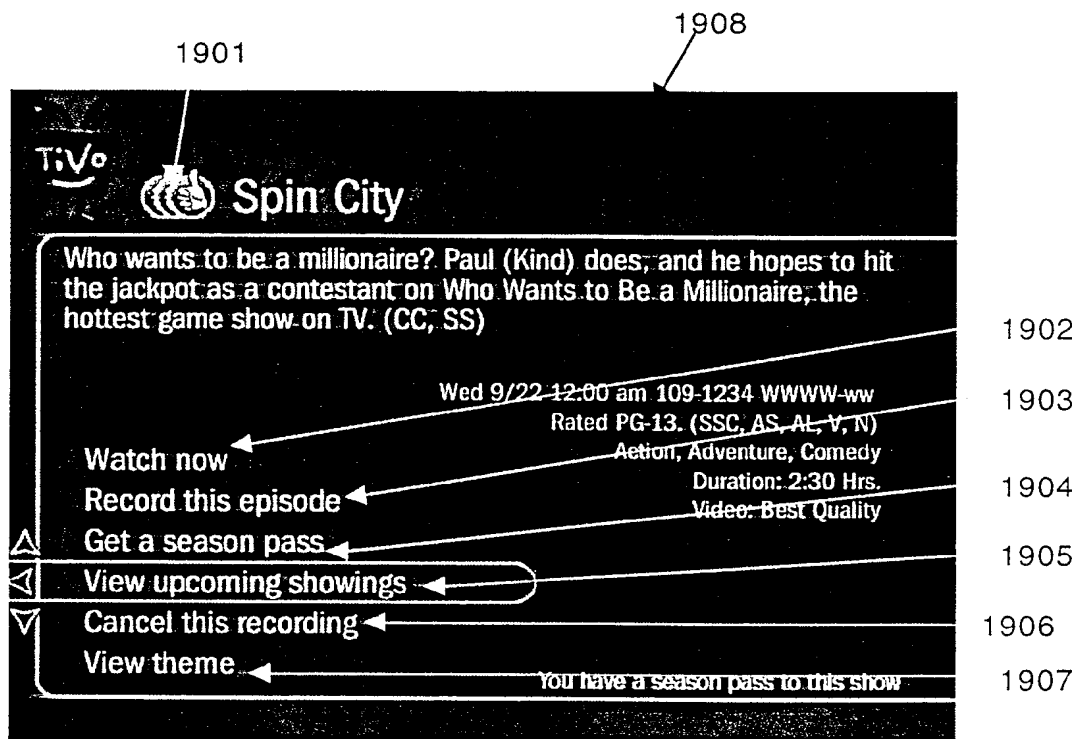 1908
1901
TiVo
Spin City
Who wants to be a millionaire? Paul (Kind) does, and he hopes to hit
the jackpot as a contestant on Who Wants to Be a Millionaire, the
hottest game show on TV. (CC, SS)
1902
Wed 9/22 12:00 am 109-1234 WWWW-ww
1903
Rated PG-13. (SSC, AS, AL, V, N)
Action, Adventure, Comedy
Watch now
Duration: 2:30 Hrs.
1904
Record this episode
Video: Best Quality
Get a season pass
1905
View upcoming showings
Cancel this recording
1906
View theme
You have a season pass to this show
1907